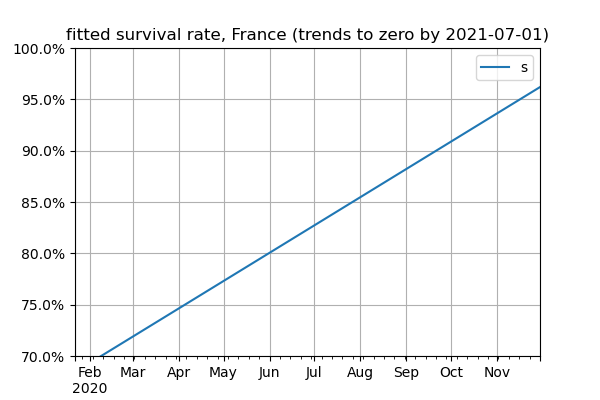 fitted survival rate, France (trends to zero by 2021-07-01)
100.0%
s
95.0%
90.0%
85.0%
80.0%
75.0%
70.0%
Feb Mar Apr May Jun Jul Aug Sep Oct Nov
2020